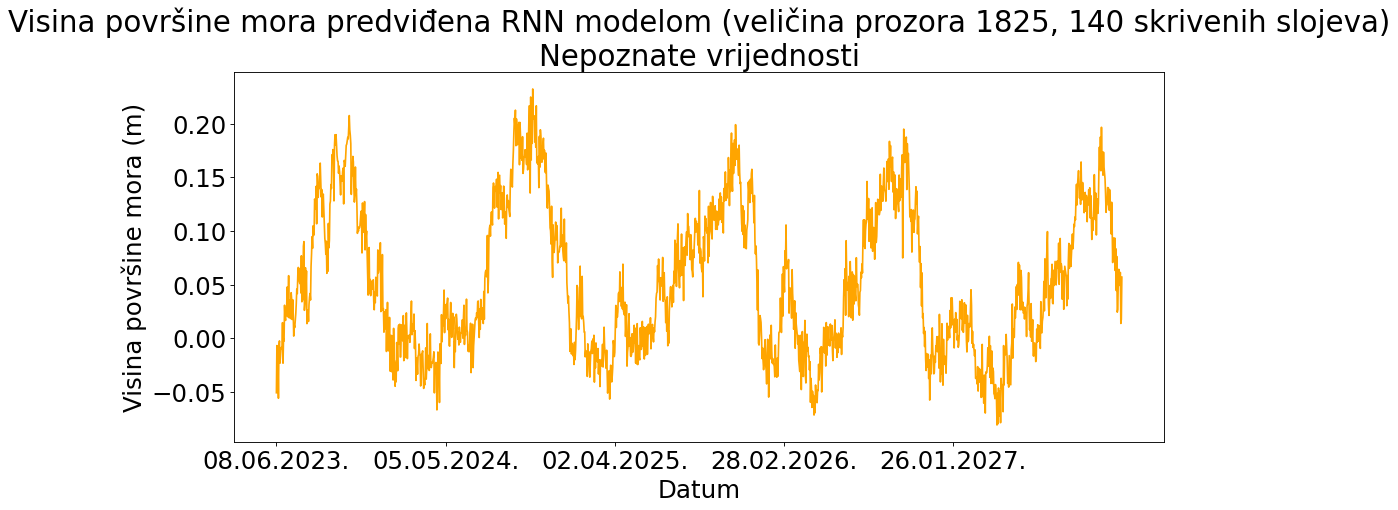 Visina površine mora predviđena RNN modelom (veličina prozora 1825, 140 skrivenih slojeva)
Nepoznate vrijednosti
Visina površine mora (m)
0.20
0.15
0.10
0.05
0.00
−0.05
08.06.2023. 05.05.2024. 02.04.2025. 28.02.2026. 26.01.2027.
Datum